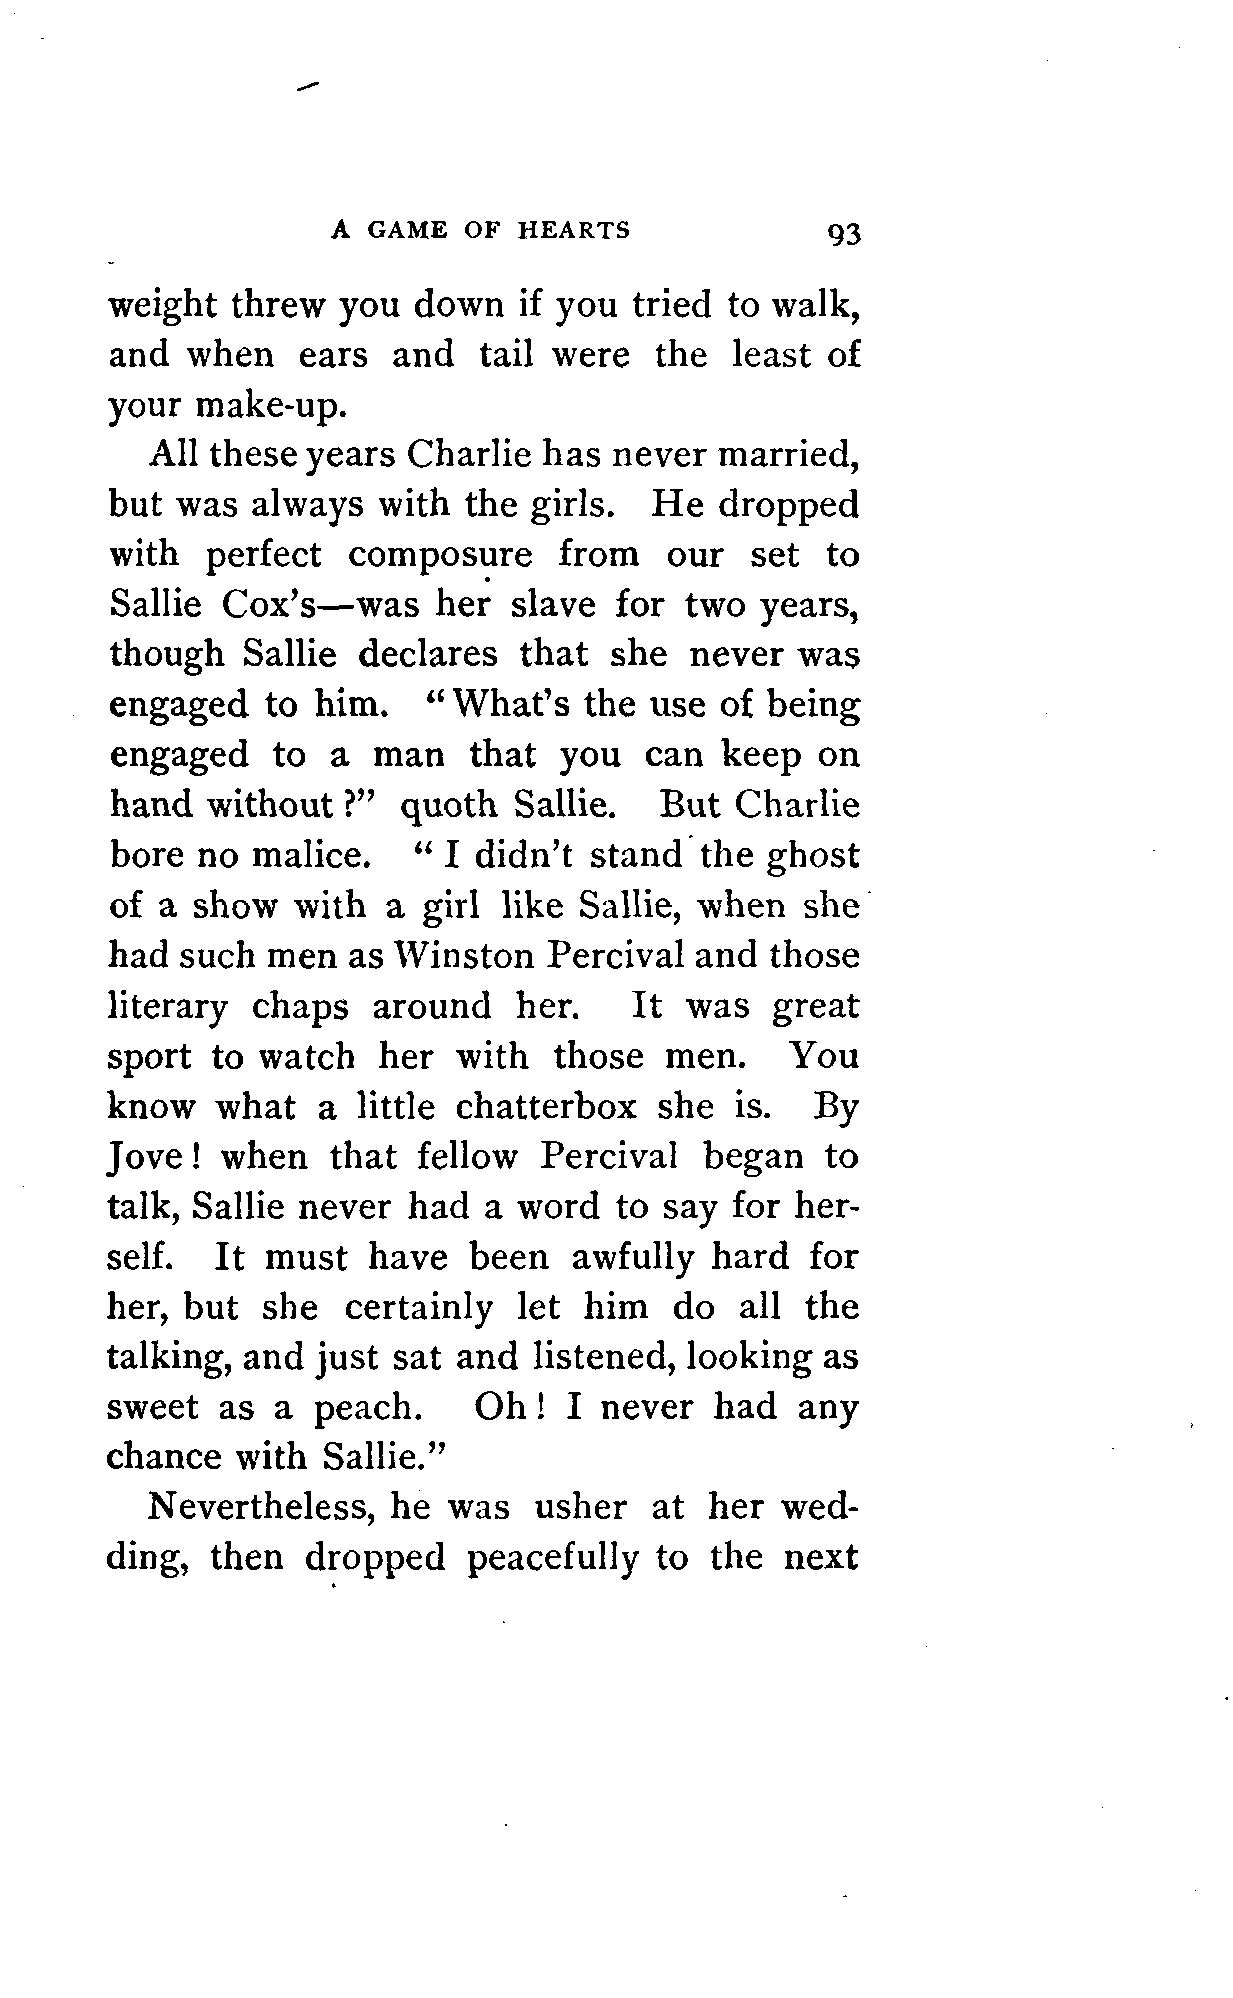 A GAME OF HEARTS 93
weight threw you down if you tried to walk,
and when ears and tail were the least of
your make-up.
All these years Charlie has never married,
but was always with the girls. He dropped
with perfect composure from our set to
Sallie Cox's—was her slave for two years,
though Sallie declares that she never was
engaged to him. “What's the use of being
engaged to a man that you can keep on
hand without?” quoth Sallie. But Charlie
bore no malice. “I didn't stand the ghost
of a show with a girl like Sallie, when she
had such men as Winston Percival and those
literary chaps around her. It was great
sport to watch her with those men. You
know what a little chatterbox she is. By
Jove! when that fellow Percival began to
talk, Sallie never had a word to say for her-
self. It must have been awfully hard for
her, but she certainly let him do all the
talking, and just sat and listened, looking as
sweet as a peach. Oh! I never had any
chance with Sallie.”
Nevertheless, he was usher at her wed-
ding, then dropped peacefully to the next